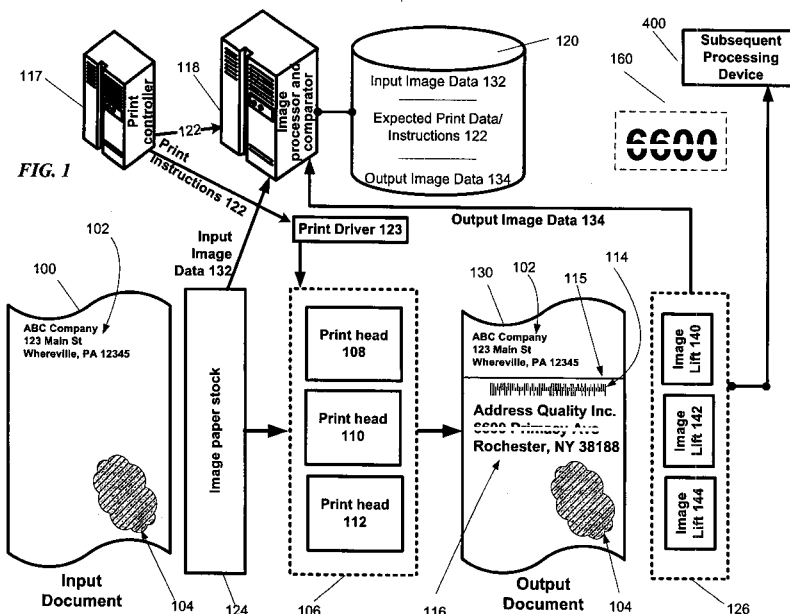 117
118
120
400
160
Subsequent
Processing
Device
Print
controller
122
Image
processor and
comparator
Input Image Data 132
Expected Print Data/
Instructions 122
Output Image Data 134
6600
FIG. 1
Print
instructions 122
Output Image Data 134
Print Driver 123
Input
Image
Data 132
102
100
130
102
115
114
ABC Company
123 Main St
Whereville, PA 12345
Image paper stock
Print head
108
Print head
110
Print head
112
ABC Company
123 Main St
Whereville, PA 12345
Address Quality Inc.
6600 Primacy Ave
Rochester, NY 38188
Image
Lift 140
Image
Lift 142
Image
Lift 144
Input
Document
104
124
106
116
Output
Document
104
126